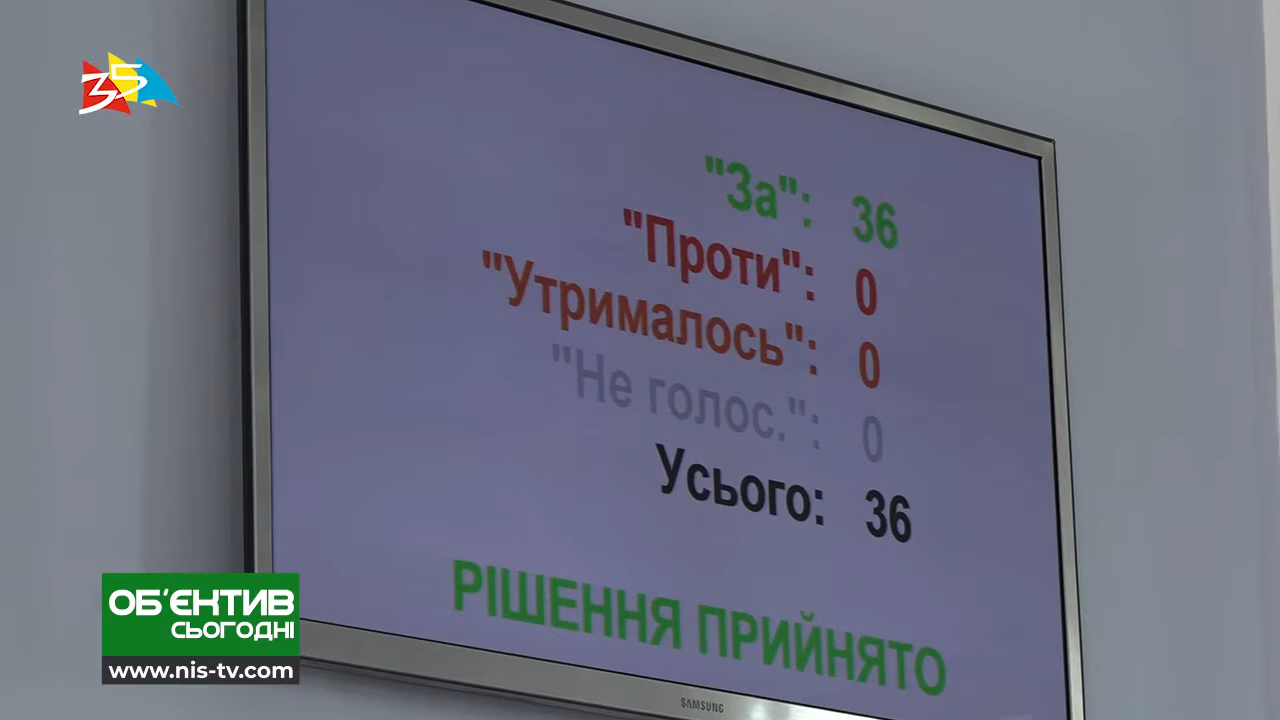 35
"За": 36
"Проти": 0
"Утрималось": 0
"Не голос.": 0
Усього: 36
РІШЕННЯ ПРИЙНЯТО
SAMSUNG
ОБ'ЄКТИВ
СЬОГОДНІ
www.nis-tv.com